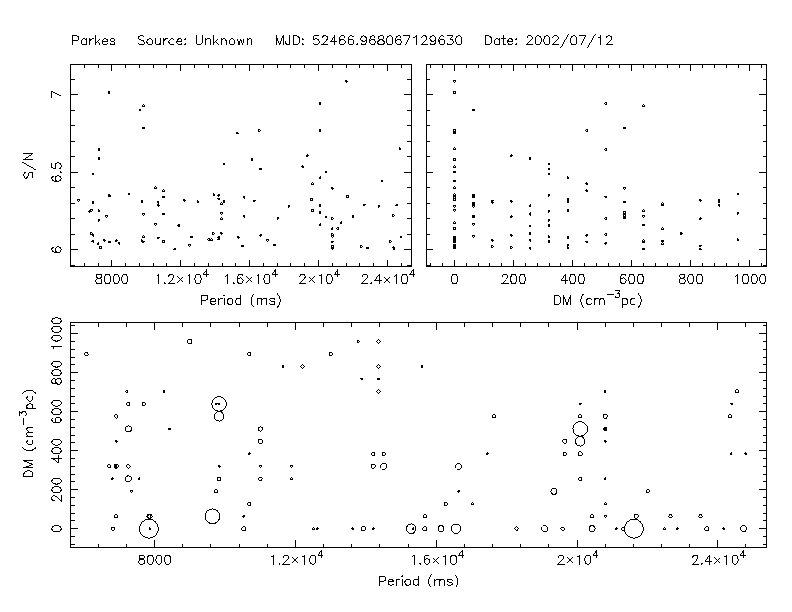 Parkes Source: Unknown MJD: 52466.968067129630 Date: 2002/07/12
7
6.5
6
S/N
8000 1.2×10⁴ 1.6×10⁴ 2×10⁴ 2.4×10⁴
Period (ms)
0 200 400 600 800 1000
DM (cm⁻³pc)
1000
800
600
400
200
0
DM (cm⁻³pc)
8000 1.2×10⁴ 1.6×10⁴ 2×10⁴ 2.4×10⁴
Period (ms)